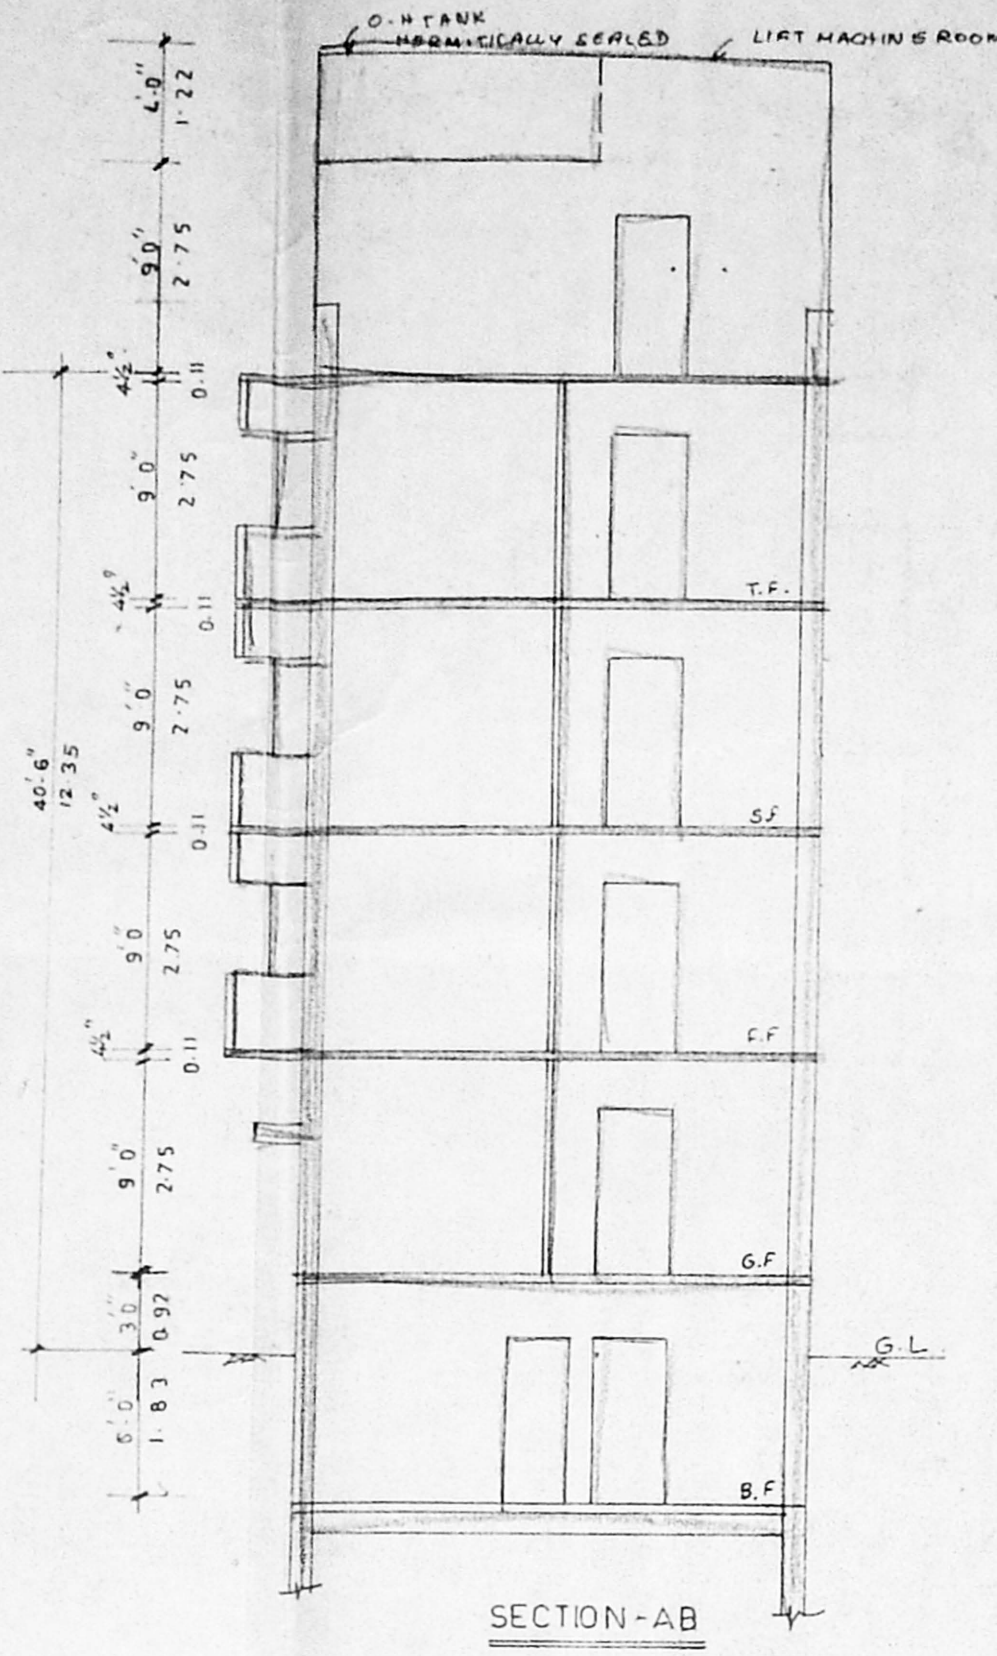 O-H TANK
HERMITICALLY SEALED
LIFT MACHINE ROOM
4'.0"
1.22
9'0"
2.75
4½"
0.11
9'0"
2.75
T.F.
4½"
0.11
9'0"
2.75
40'-6"
12.35
S.F
4½"
0.11
9'0"
2.75
F.F
4½"
0.11
9'0"
2.75
G.F
3'0"
0.92
G.L.
6'0"
1.83
B.F
SECTION-AB